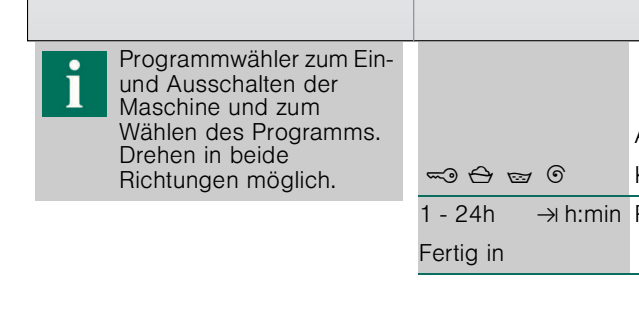 i
Programmwähler zum Ein-
und Ausschalten der
Maschine und zum
Wählen des Programms.
Drehen in beide
Richtungen möglich.
1 - 24h → h:min
Fertig in